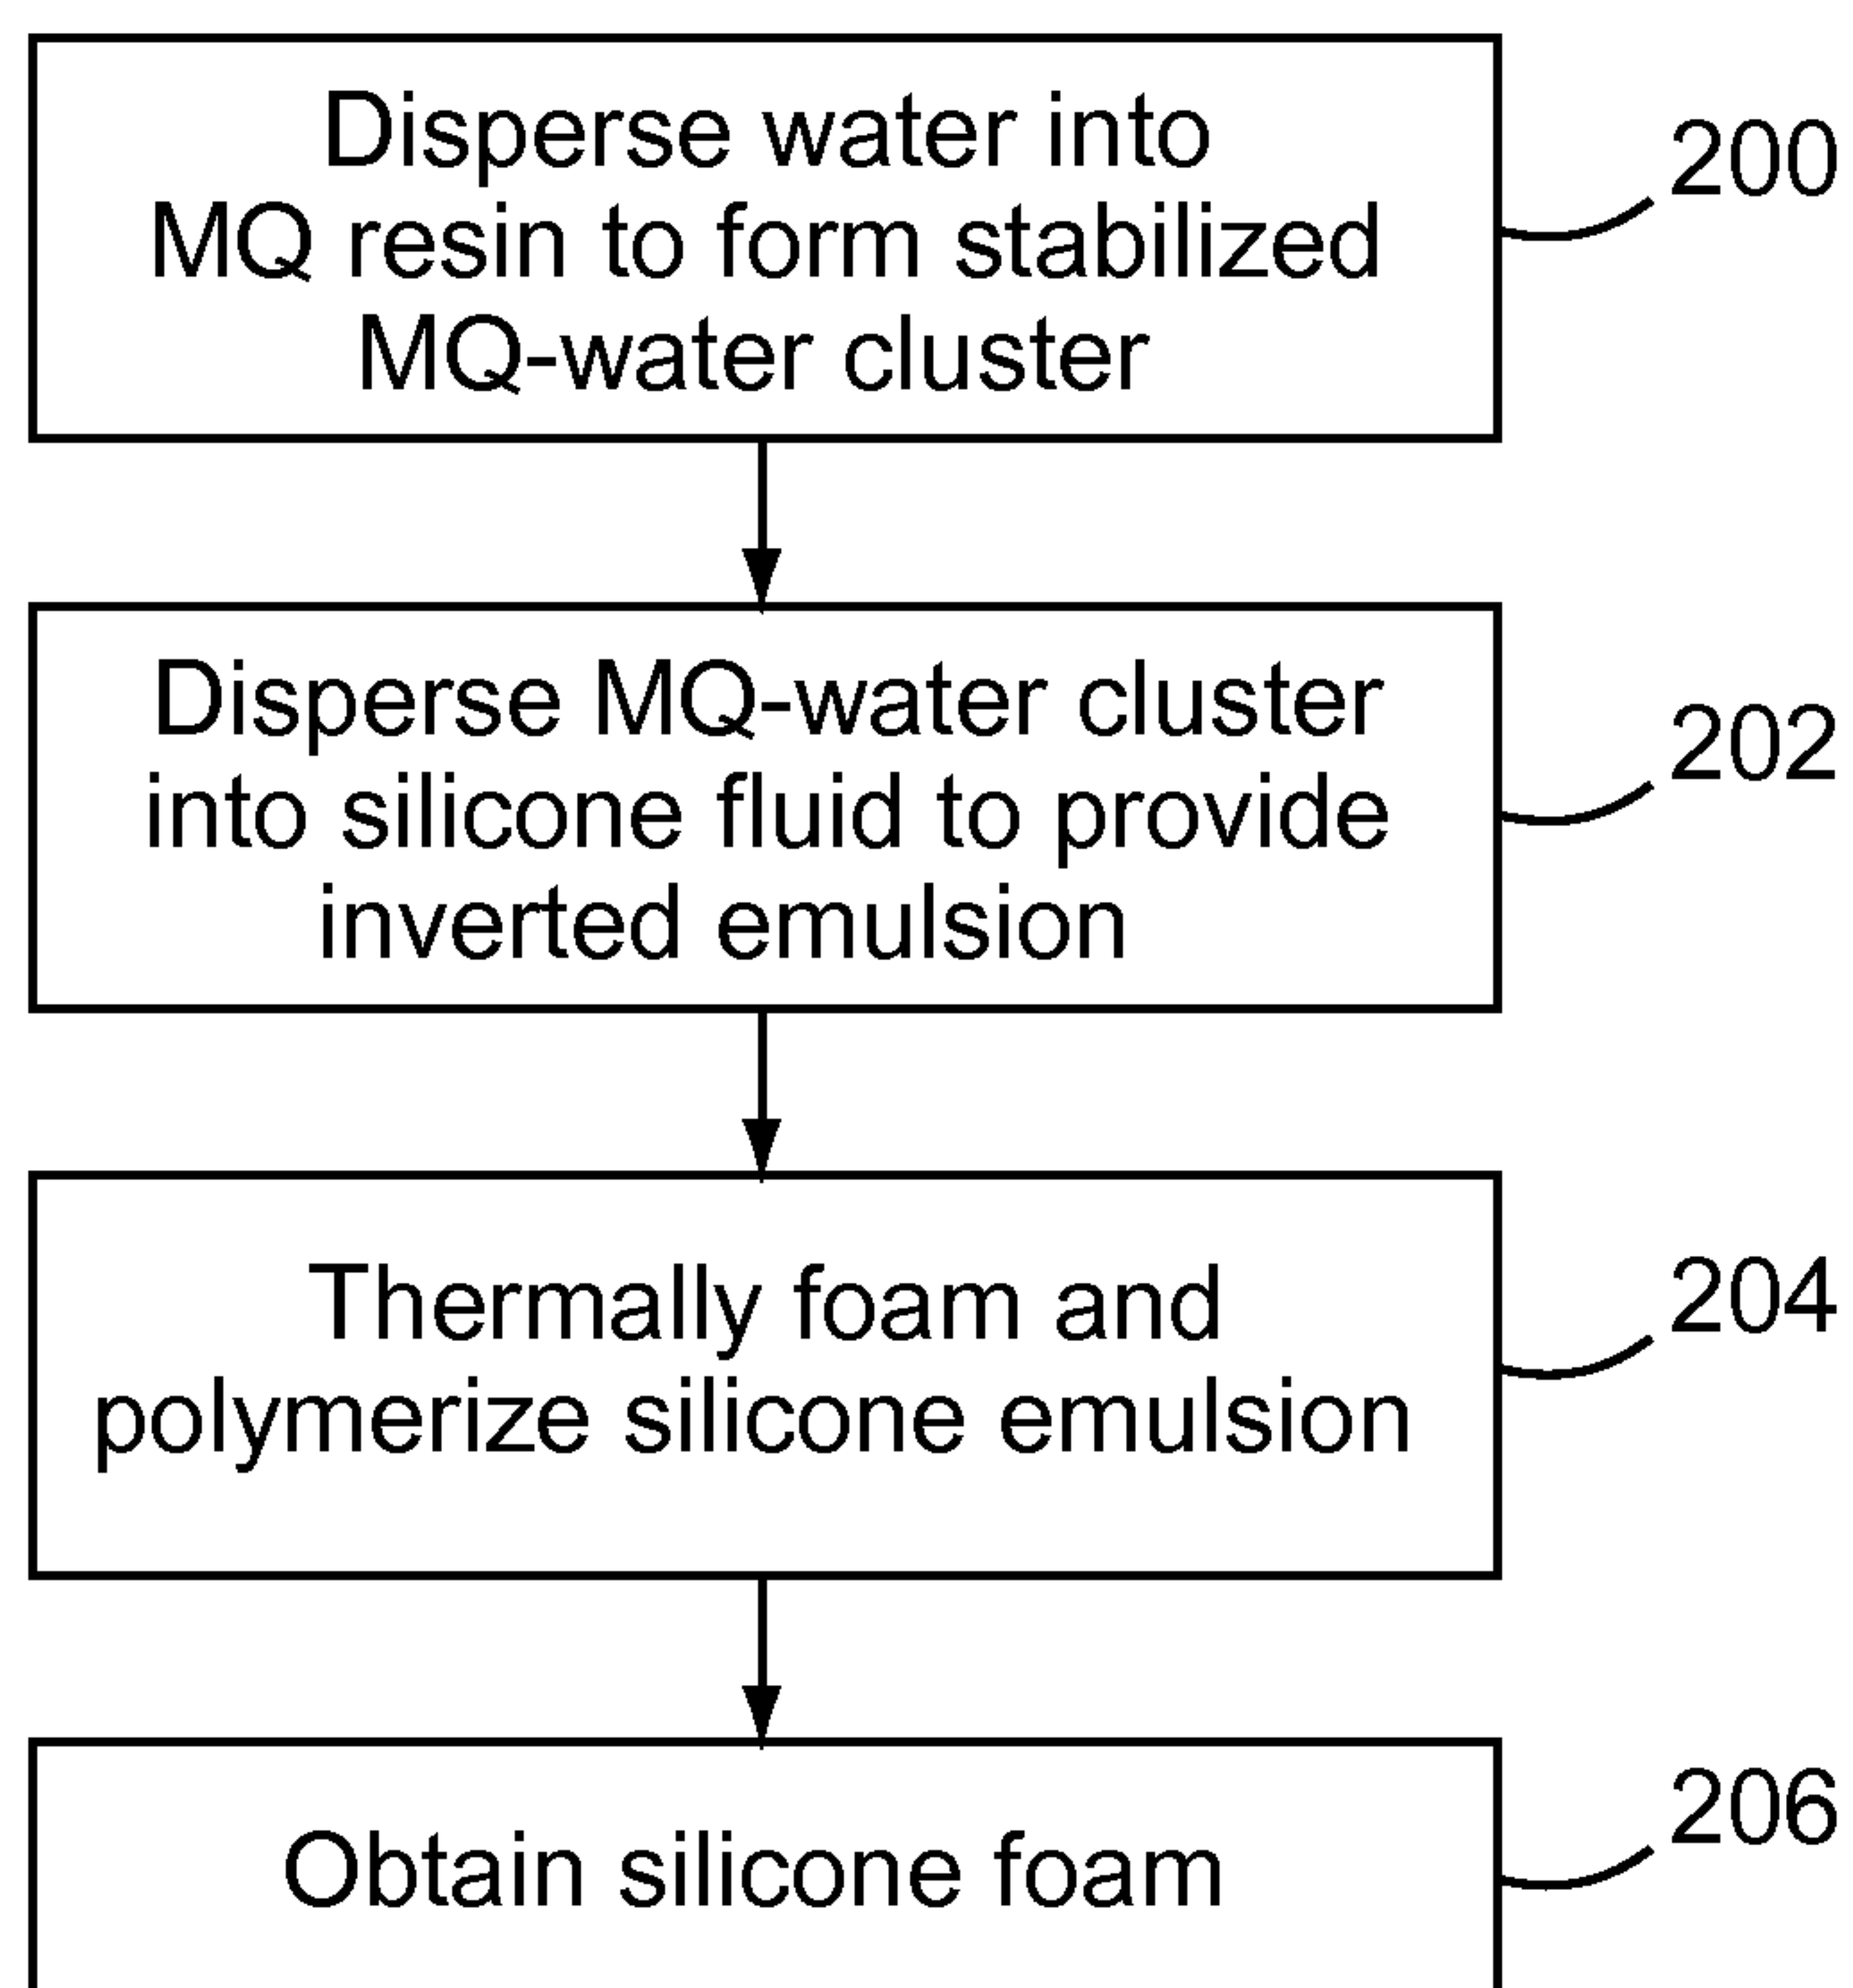 Disperse water into
MQ resin to form stabilized
MQ-water cluster
200
Disperse MQ-water cluster
into silicone fluid to provide
inverted emulsion
202
Thermally foam and
polymerize silicone emulsion
204
Obtain silicone foam
206